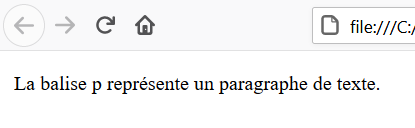 file:///C:/
La balise p représente un paragraphe de texte.